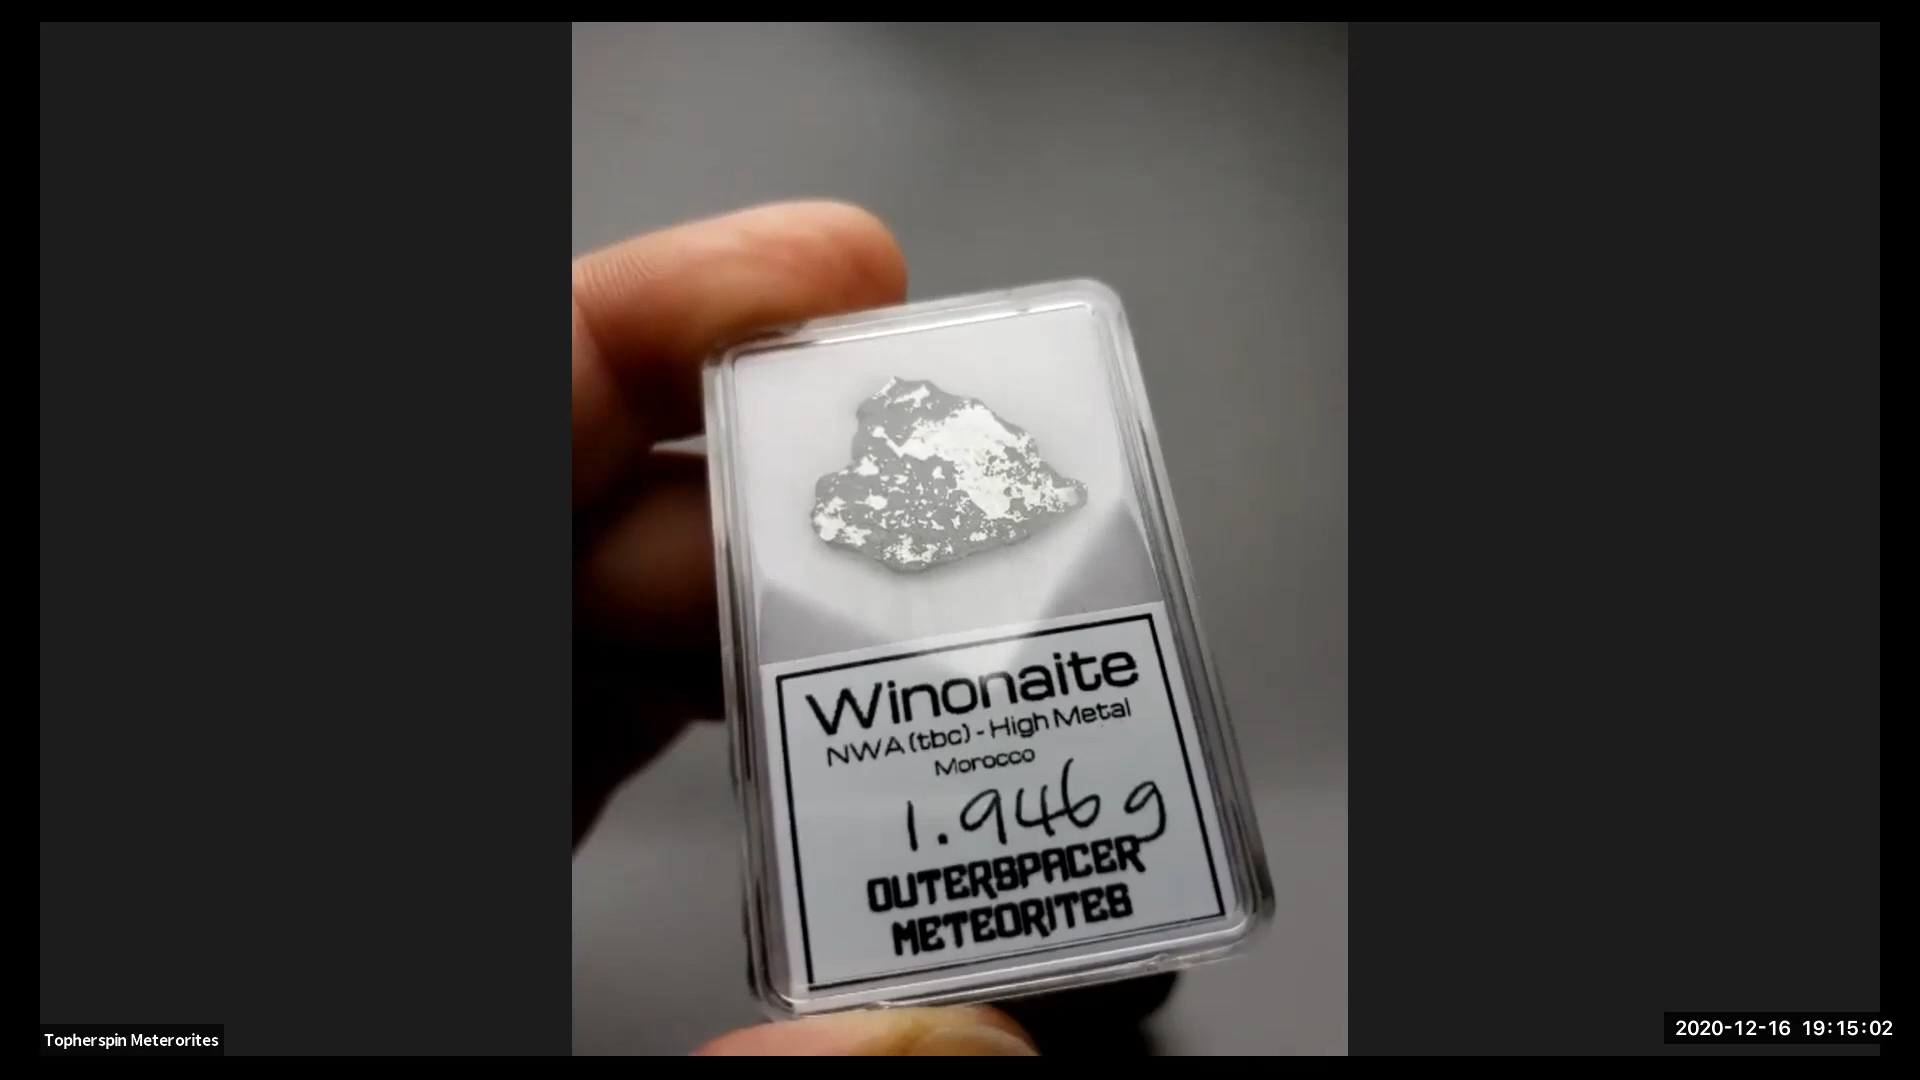 Winonaite
NWA (tbc) - High Metal
Morocco
1.946 g
OUTERSPACER
METEORITES
Topherspin Meterorites
2020-12-16 19:15:02